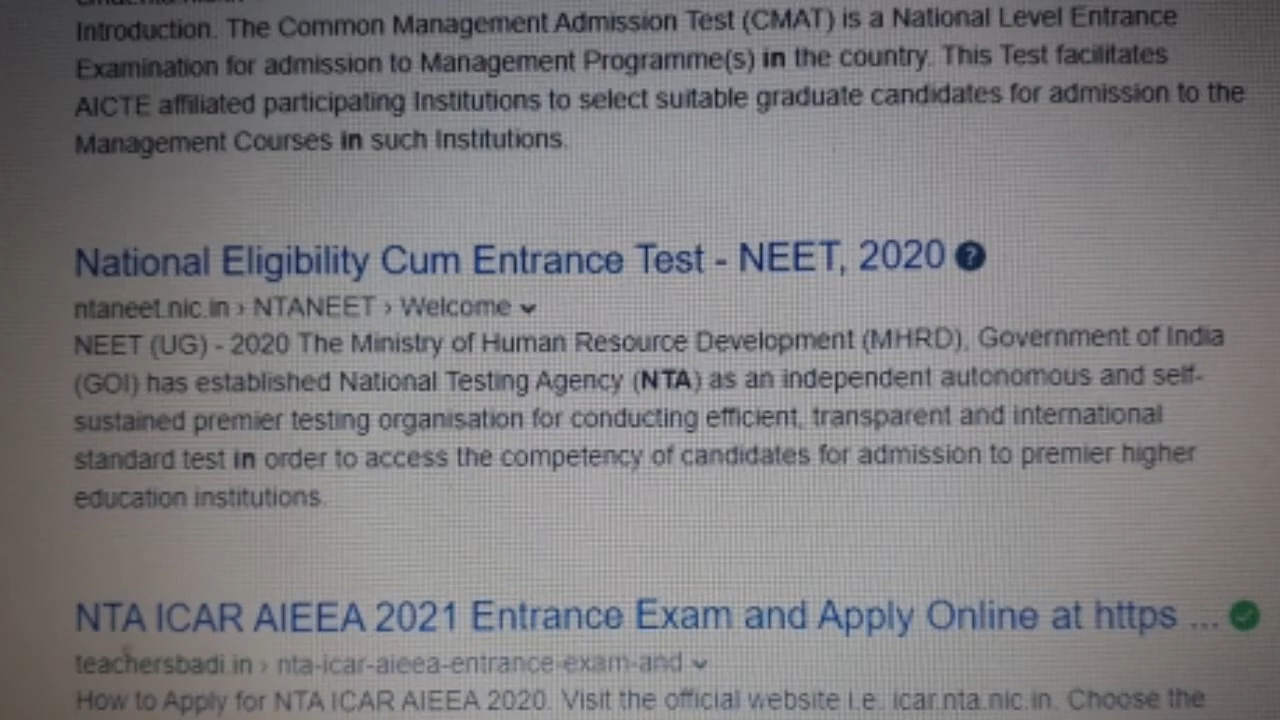 Introduction. The Common Management Admission Test (CMAT) is a National Level Entrance
Examination for admission to Management Programme(s) in the country. This Test facilitates
AICTE affiliated participating Institutions to select suitable graduate candidates for admission to the
Management Courses in such Institutions.
National Eligibility Cum Entrance Test - NEET, 2020 ?
ntaneet.nic.in › NTANEET › Welcome
NEET (UG) - 2020 The Ministry of Human Resource Development (MHRD), Government of India
(GOI) has established National Testing Agency (NTA) as an independent autonomous and self-
sustained premier testing organisation for conducting efficient, transparent and international
standard test in order to access the competency of candidates for admission to premier higher
education institutions.
NTA ICAR AIEEA 2021 Entrance Exam and Apply Online at https ...
teachersbadi.in › nta-icar-aieea-entrance-exam-and
How to Apply for NTA ICAR AIEEA 2020. Visit the official website i.e. icar.nta.nic.in. Choose the